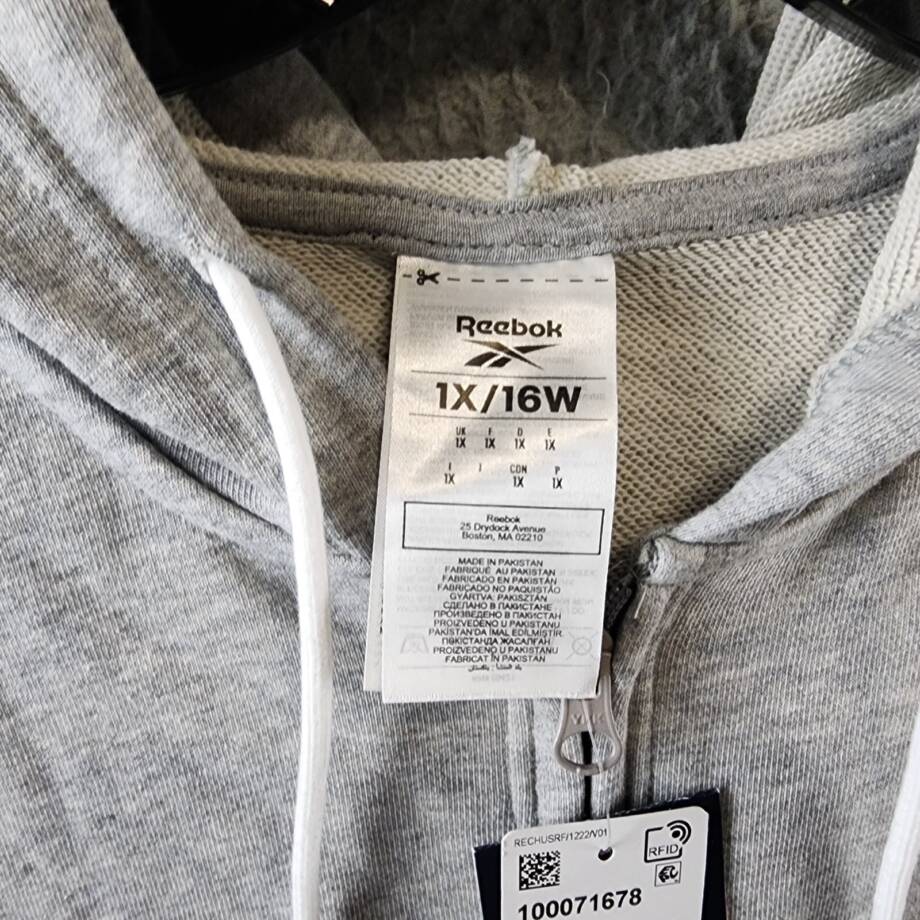 Reebok
1X/16W
UK F D E
1X 1X 1X 1X
I J CDN P
1X 1X 1X
Reebok
25 Drydock Avenue
Boston, MA 02210
MADE IN PAKISTAN
FABRIQUÉ AU PAKISTAN
FABRICADO EN PAKISTÁN
FABRICADO NO PAQUISTÃO
GYÁRTVA: PAKISZTÁN
СДЕЛАНО В ПАКИСТАНЕ
ПРОИЗВЕДЕНО В ПАКИСТАН
PROIZVEDENO U PAKISTANU
PAKISTAN'DA İMAL EDİLMİŞTİR.
ПӘКІСТАНДА ЖАСАЛҒАН
PROIZVEDENO U PAKISTANU
FABRICAT ÎN PAKISTAN
RECHUSRF/1222/V01
RFID
100071678